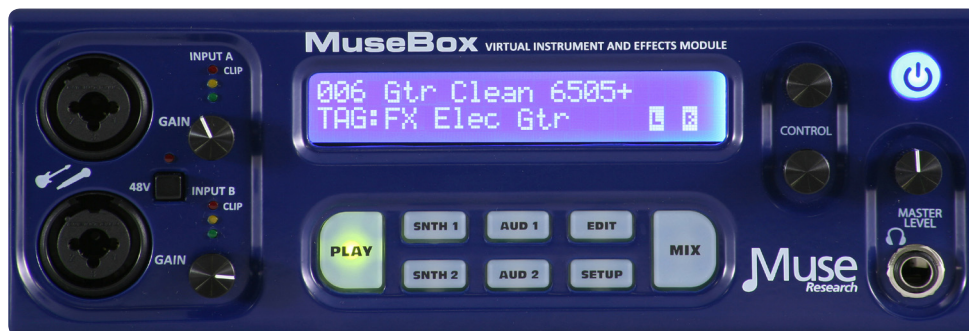 INPUT A
CLIP
GAIN
48V
INPUT B
CLIP
GAIN
MuseBox VIRTUAL INSTRUMENT AND EFFECTS MODULE
006 Gtr Clean 6505+
TAG:FX Elec Gtr L R
PLAY
SNTH 1
AUD 1
EDIT
SNTH 2
AUD 2
SETUP
MIX
CONTROL
MASTER
LEVEL
Muse
Research